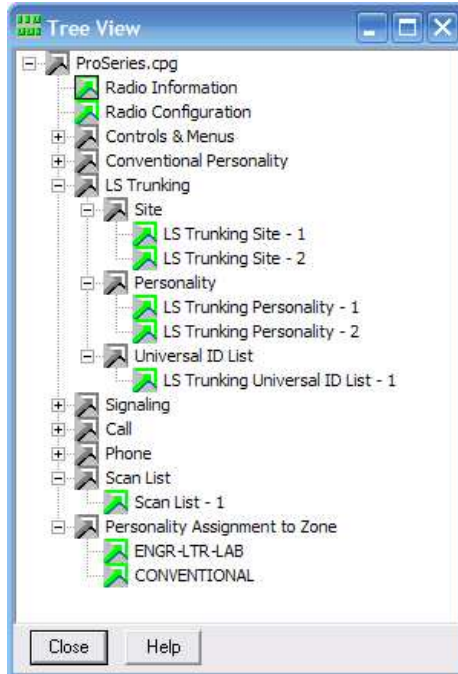 Tree View
ProSeries.cpg
Radio Information
Radio Configuration
Controls & Menus
Conventional Personality
LS Trunking
Site
LS Trunking Site - 1
LS Trunking Site - 2
Personality
LS Trunking Personality - 1
LS Trunking Personality - 2
Universal ID List
LS Trunking Universal ID List - 1
Signaling
Call
Phone
Scan List
Scan List - 1
Personality Assignment to Zone
ENGR-LTR-LAB
CONVENTIONAL
Close Help